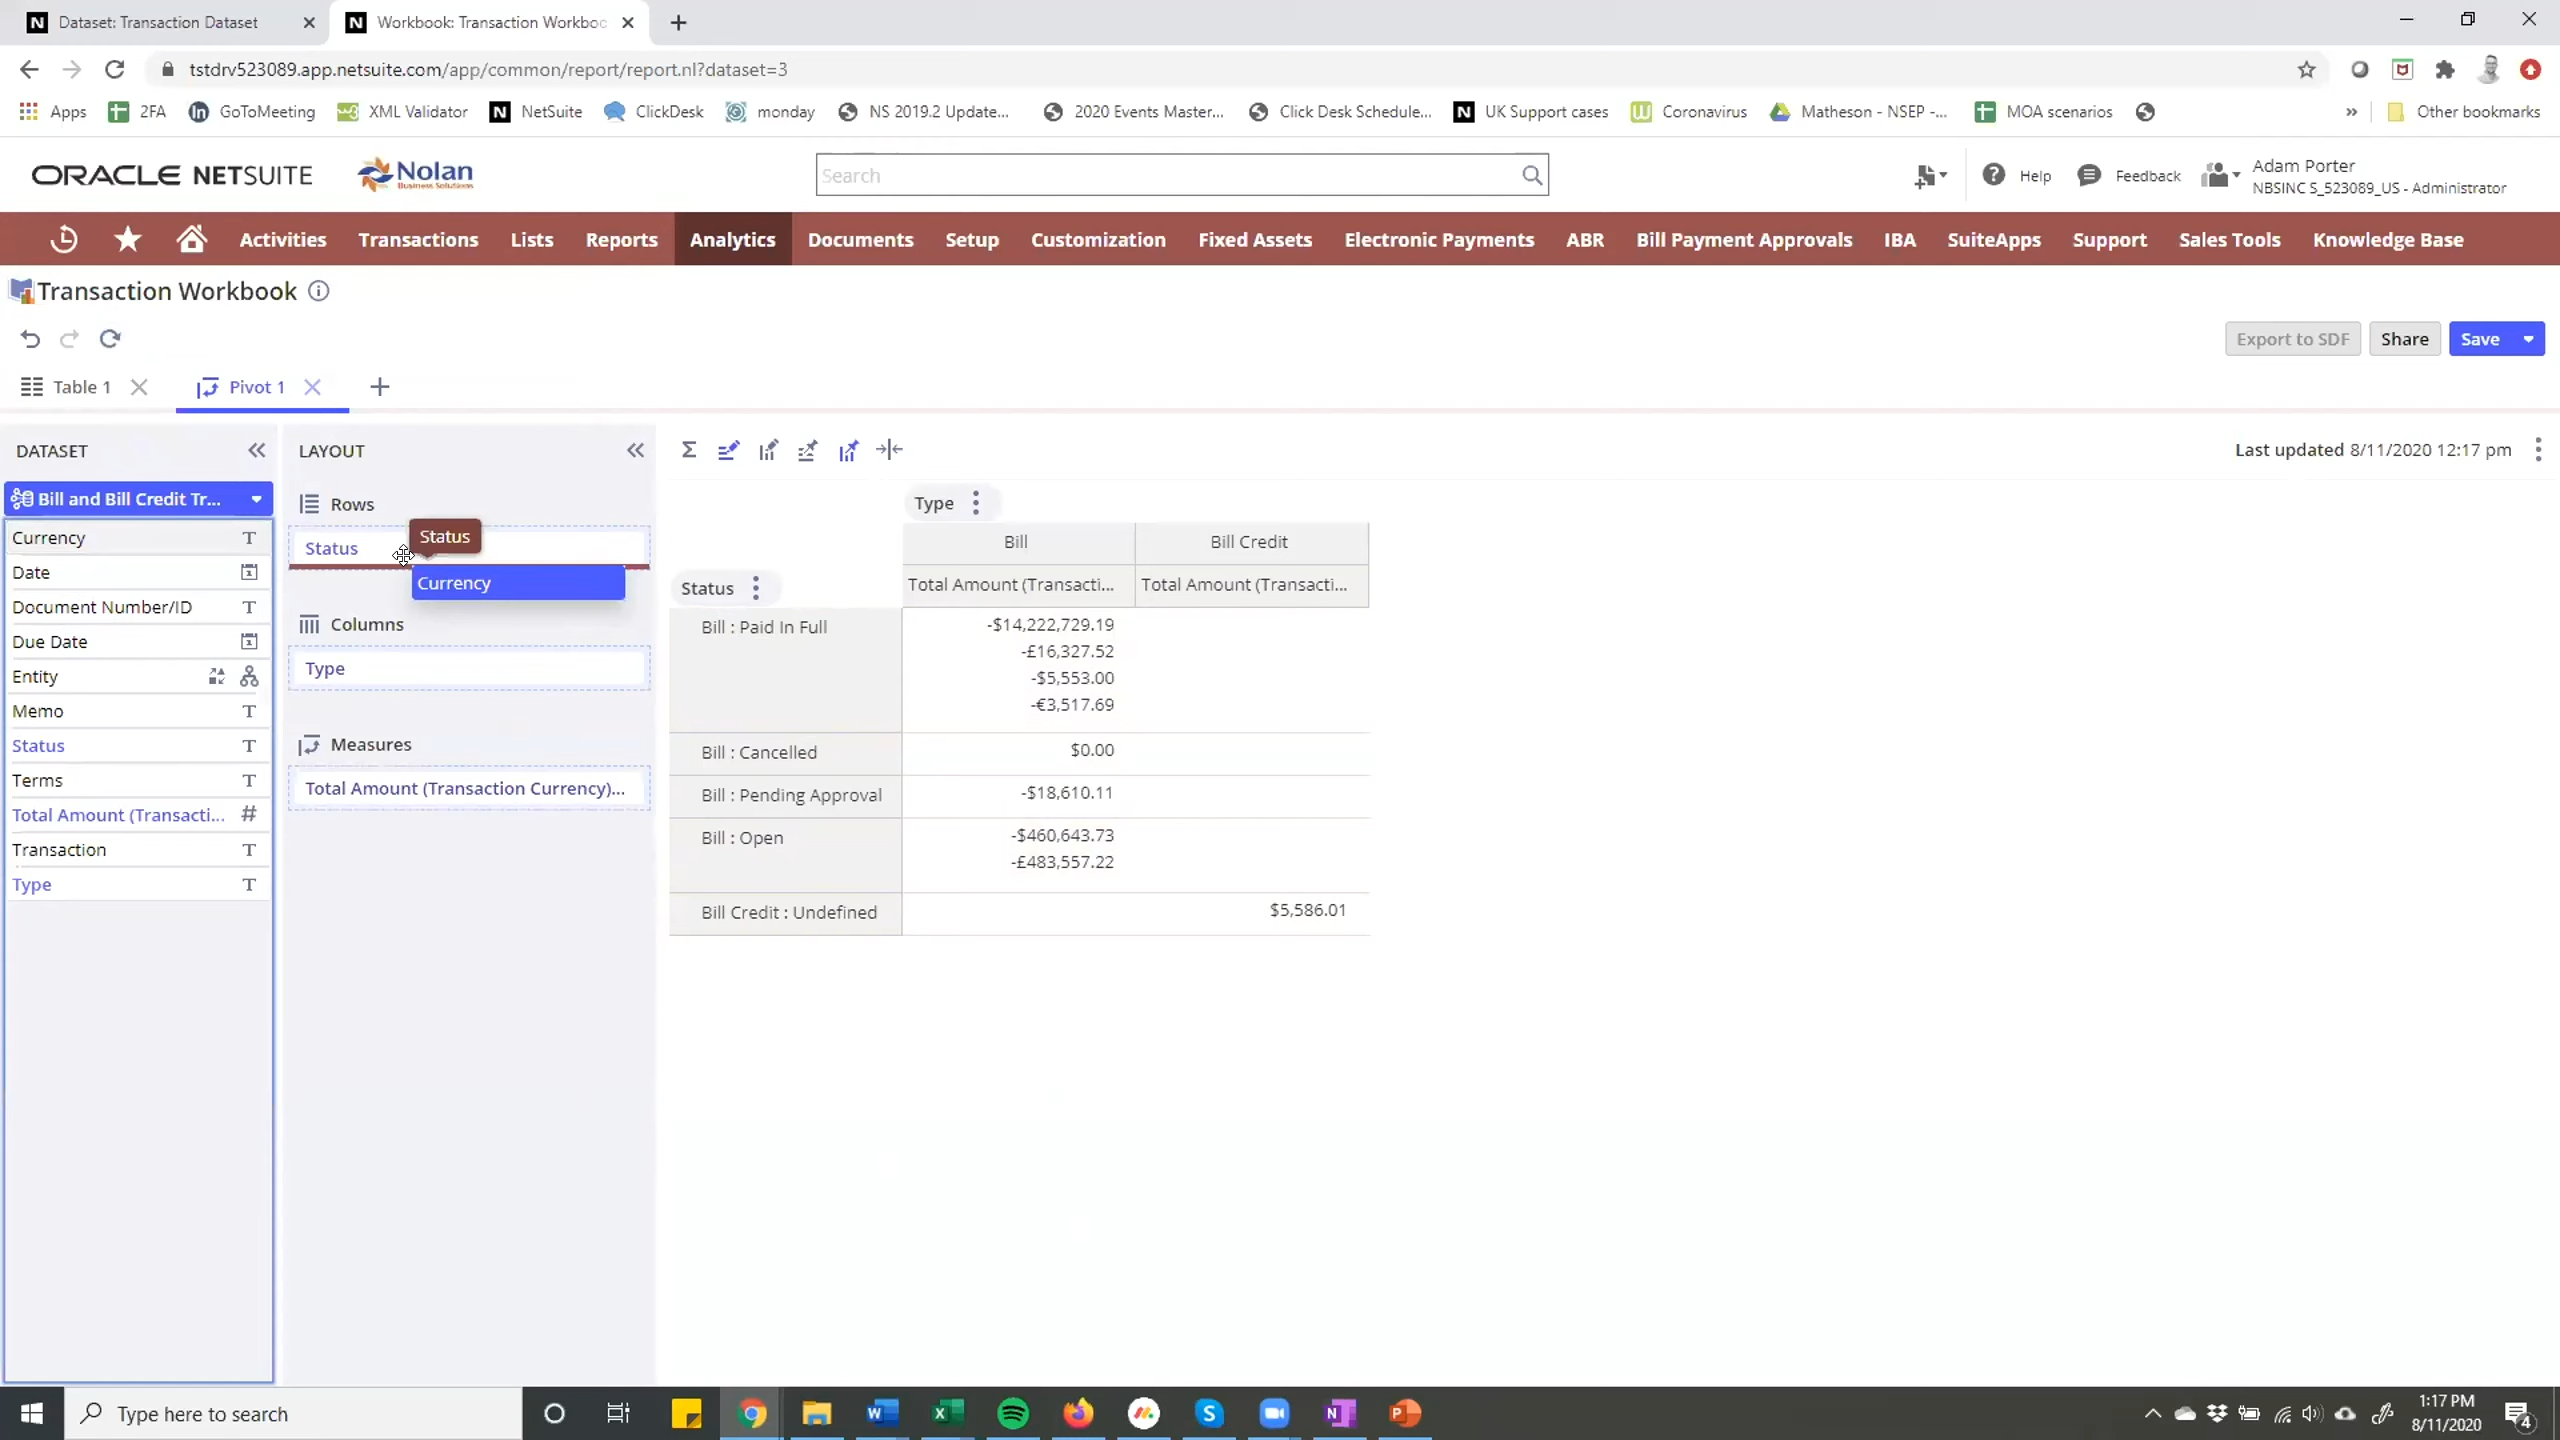 Dataset: Transaction Dataset
Workbook: Transaction Workboo
tstdrv523089.app.netsuite.com/app/common/report/report.nl?dataset=3
Apps 2FA GoToMeeting XML Validator NetSuite ClickDesk monday NS 2019.2 Update... 2020 Events Master... Click Desk Schedule... UK Support cases Coronavirus Matheson - NSEP -... MOA scenarios » Other bookmarks
ORACLE NETSUITE
Nolan
Business Solutions
Search
Help
Feedback
Adam Porter
NBSINC S_523089_US - Administrator
Activities Transactions Lists Reports Analytics Documents Setup Customization Fixed Assets Electronic Payments ABR Bill Payment Approvals IBA SuiteApps Support Sales Tools Knowledge Base
Transaction Workbook
Export to SDF Share Save
Table 1 Pivot 1
DATASET
Bill and Bill Credit Tr...
Currency
Date
Document Number/ID
Due Date
Entity
Memo
Status
Terms
Total Amount (Transacti...
Transaction
Type
LAYOUT
Rows
Status
Status
Currency
Columns
Type
Measures
Total Amount (Transaction Currency)...
Last updated 8/11/2020 12:17 pm
Type
Bill Bill Credit
Status Total Amount (Transacti... Total Amount (Transacti...
Bill : Paid In Full -$14,222,729.19
-£16,327.52
-$5,553.00
-€3,517.69
Bill : Cancelled $0.00
Bill : Pending Approval -$18,610.11
Bill : Open -$460,643.73
-£483,557.22
Bill Credit : Undefined $5,586.01
Type here to search
1:17 PM
8/11/2020
4